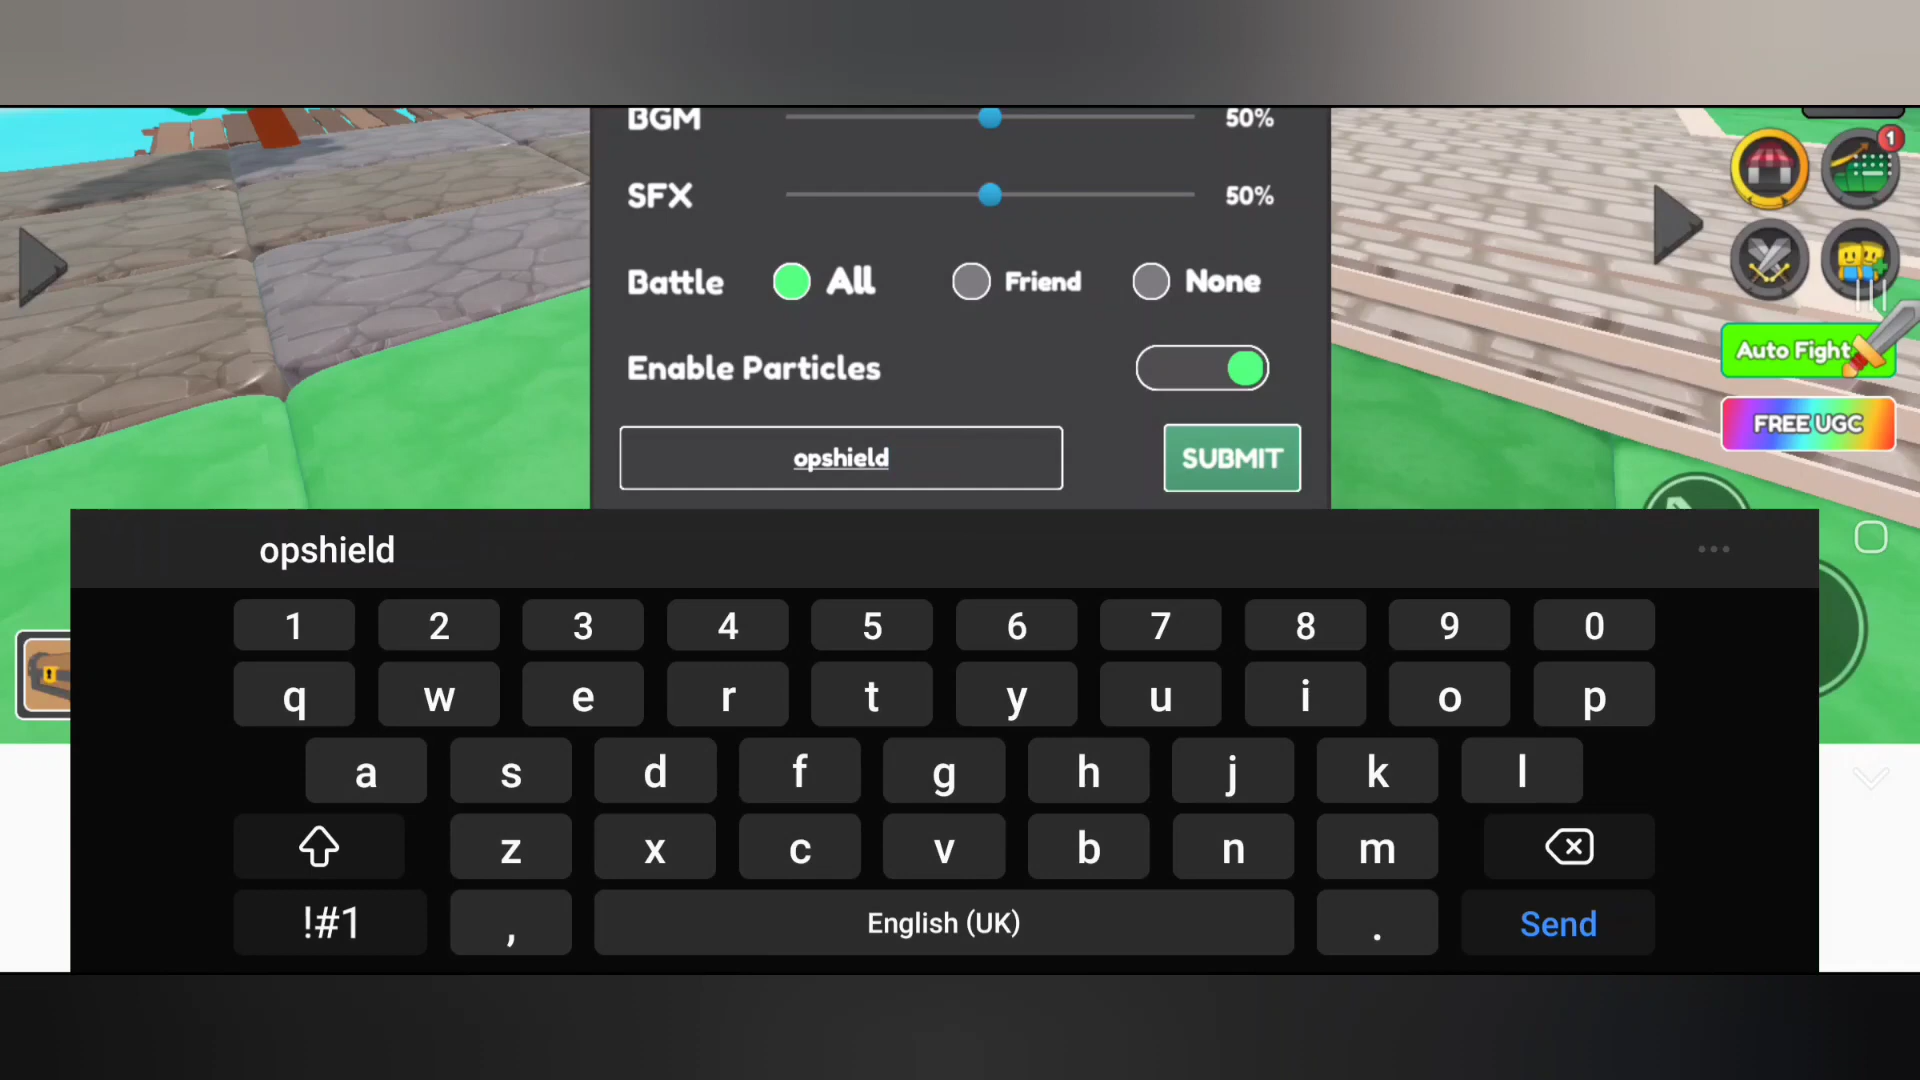 BGM 50%
SFX 50%
Battle All Friend None
Enable Particles
opshield SUBMIT
1
Auto Fight
FREE UGC
opshield
1 2 3 4 5 6 7 8 9 0
q w e r t y u i o p
a s d f g h j k l
z x c v b n m
!#1 , English (UK) . Send